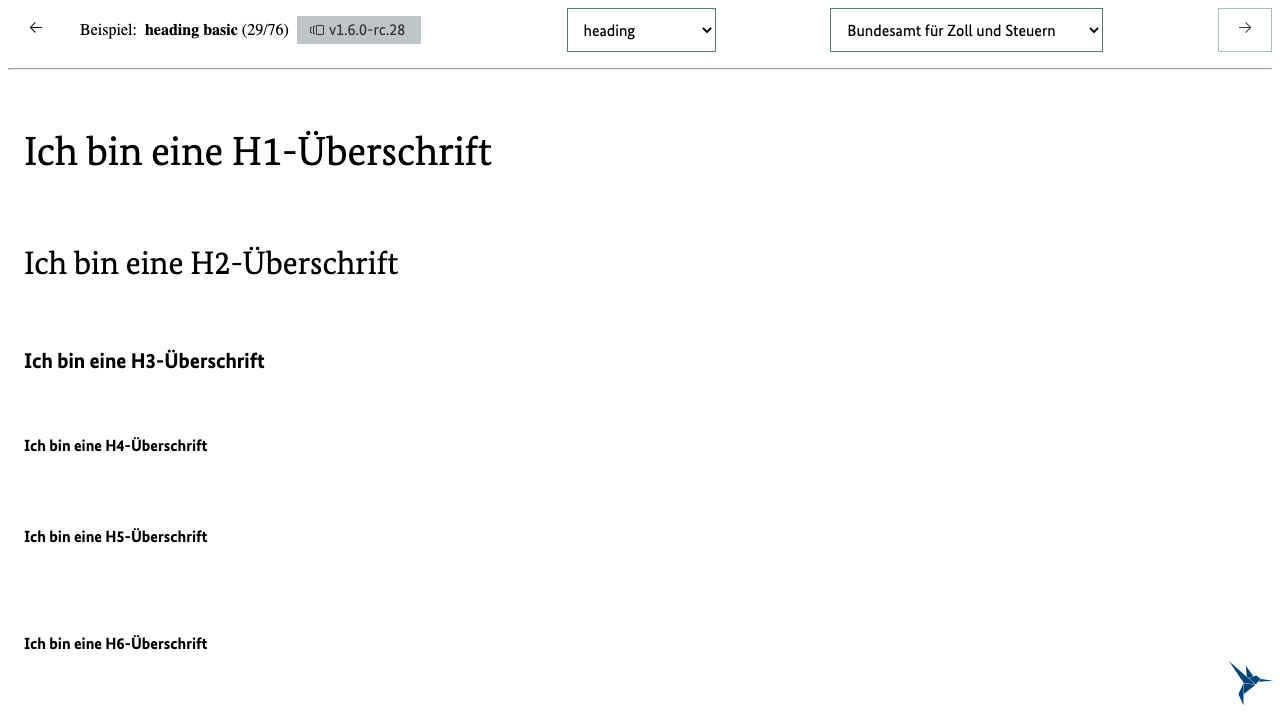 Beispiel: heading basic (29/76) v1.6.0-rc.28 heading Bundesamt für Zoll und Steuern
Ich bin eine H1-Überschrift
Ich bin eine H2-Überschrift
Ich bin eine H3-Überschrift
Ich bin eine H4-Überschrift
Ich bin eine H5-Überschrift
Ich bin eine H6-Überschrift